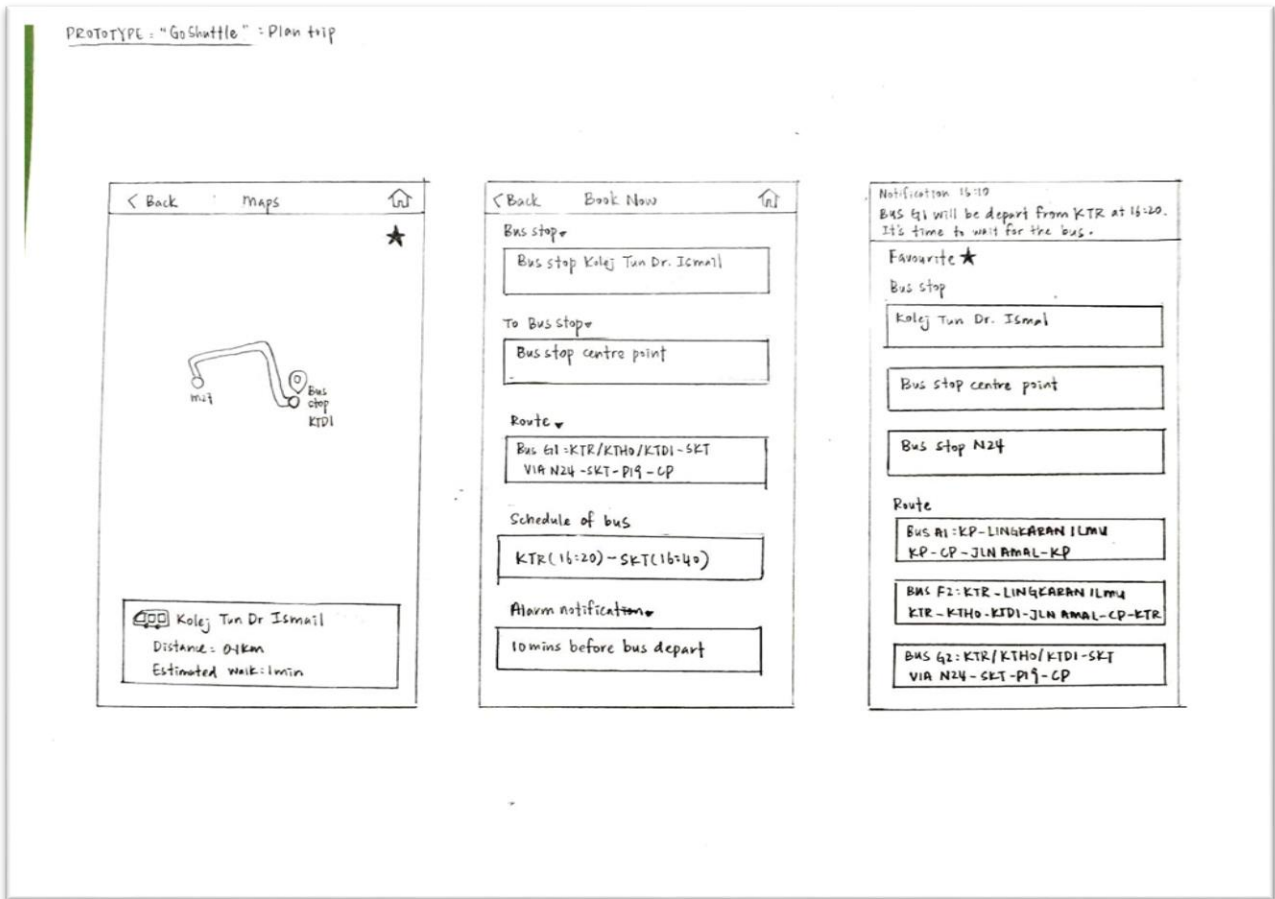 PROTOTYPE: "GoShuttle" : Plan trip
< Back
Maps
Bus
stop
KTDI
Kolej Tun Dr Ismail
Distance: 0.1km
Estimated walk: 1min
< Back
Book Now
Bus stop
Bus stop Kolej Tun Dr. Ismail
To Bus stop
Bus stop centre point
Route
Bus G1: KTR/KTHO/KTDI-SKT
VIA N24-SKT-P19-CP
Schedule of bus
KTR(16:20)-SKT(16:40)
Alarm notification
10 mins before bus depart
Notification 16:10
Bus G1 will be depart from KTR at 16:20.
It's time to wait for the bus.
Favourite ★
Bus stop
Kolej Tun Dr. Ismal
Bus stop centre point
Bus stop N24
Route
BUS A1: KP-LINGKARAN ILMU
KP-CP-JLN AMAL-KP
BUS F2: KTR-LINGKARAN ILMU
KTR-KTHO-KTDI-JLN AMAL-CP-KTR
BUS G2: KTR/KTHO/KTDI-SKT
VIA N24-SKT-P19-CP